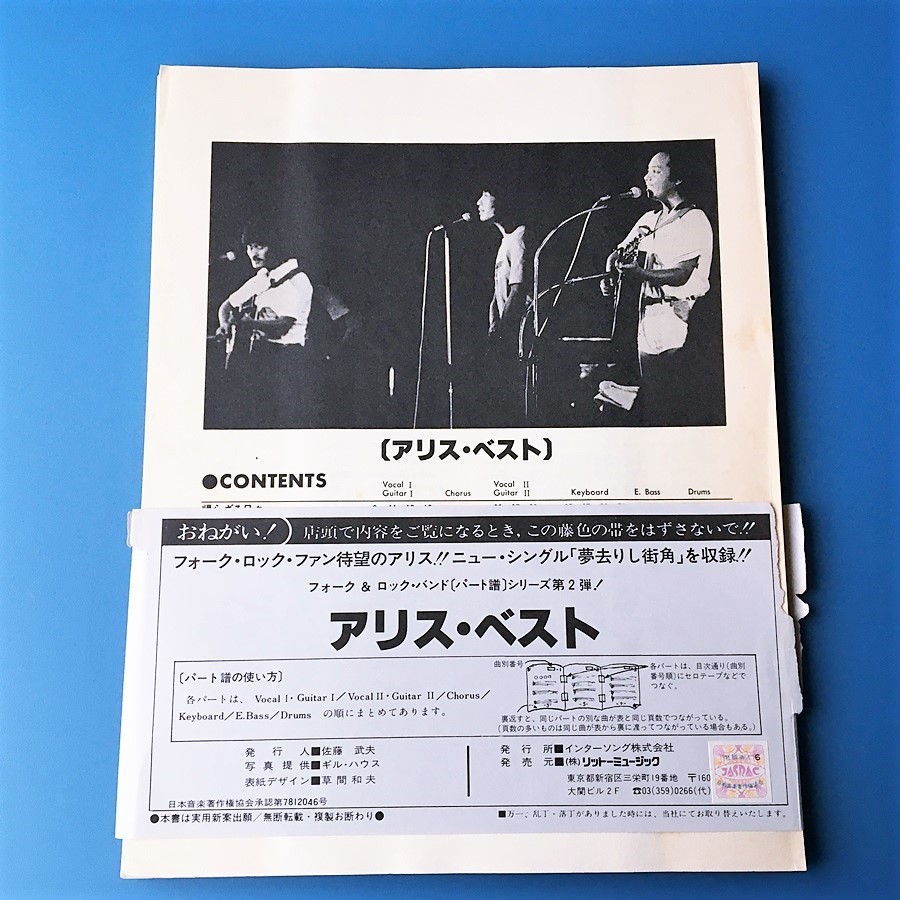 〔アリス・ベスト〕
●CONTENTS
Vocal Ⅰ Guitar Ⅰ
Chorus
Vocal Ⅱ Guitar Ⅱ
Keyboard
E. Bass
Drums
おねがい！ 店頭で内容をご覧になるとき，この藤色の帯をはずさないで!!
フォーク・ロック・ファン待望のアリス!! ニュー・シングル「夢去りし街角」を収録!!
フォーク & ロック・バンド〔パート譜〕シリーズ第2弾！
アリス・ベスト
〔パート譜の使い方〕
各パートは、 Vocal Ⅰ・Guitar Ⅰ／Vocal Ⅱ・Guitar Ⅱ／Chorus／
Keyboard／E.Bass／Drums の順にまとめてあります。
曲別番号
各パートは、目次通り(曲別
番号順)にセロテープなどで
つなぐ。
裏返すと、同じパートの別な曲が表と同じ頁数でつながっている。
(頁数の多いものは同じ曲が表から裏に渡ってつながっている場合もある。)
発行人■佐藤 武夫
写真提供■ギル・ハウス
表紙デザイン■草間和夫
発行所■インターソング株式会社
発売元■(株)リットーミュージック
東京都新宿区三栄町19番地 〒160
大関ビル2F ☎03(359)0266(代)
JASRAC
6
日本音楽著作権協会承認第7812046号
●本書は実用新案出願／無断転載・複製お断わり●
■万一、乱丁・落丁がありました時には、当社にてお取り替えいたします。